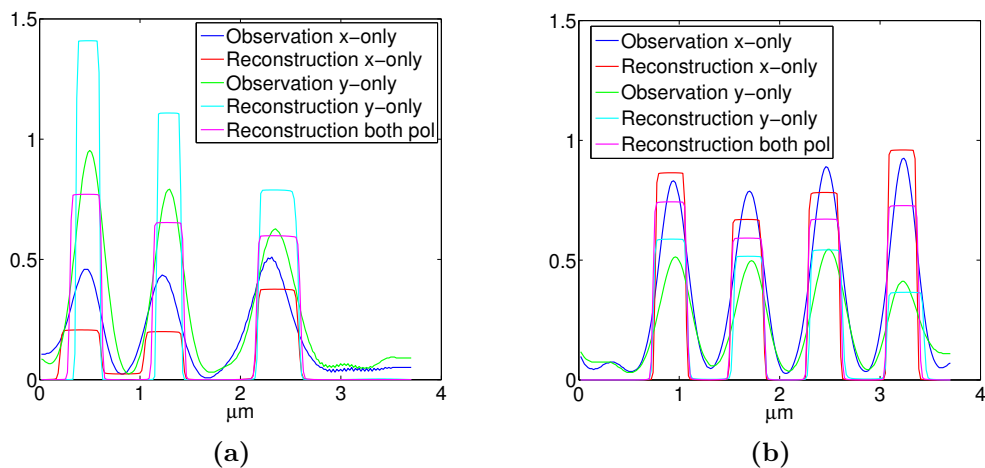 1.5
1
0.5
0
0 1 2 3 4
μm
Observation x-only
Reconstruction x-only
Observation y-only
Reconstruction y-only
Reconstruction both pol
(a)
1.5
1
0.5
0
0 1 2 3 4
μm
Observation x-only
Reconstruction x-only
Observation y-only
Reconstruction y-only
Reconstruction both pol
(b)